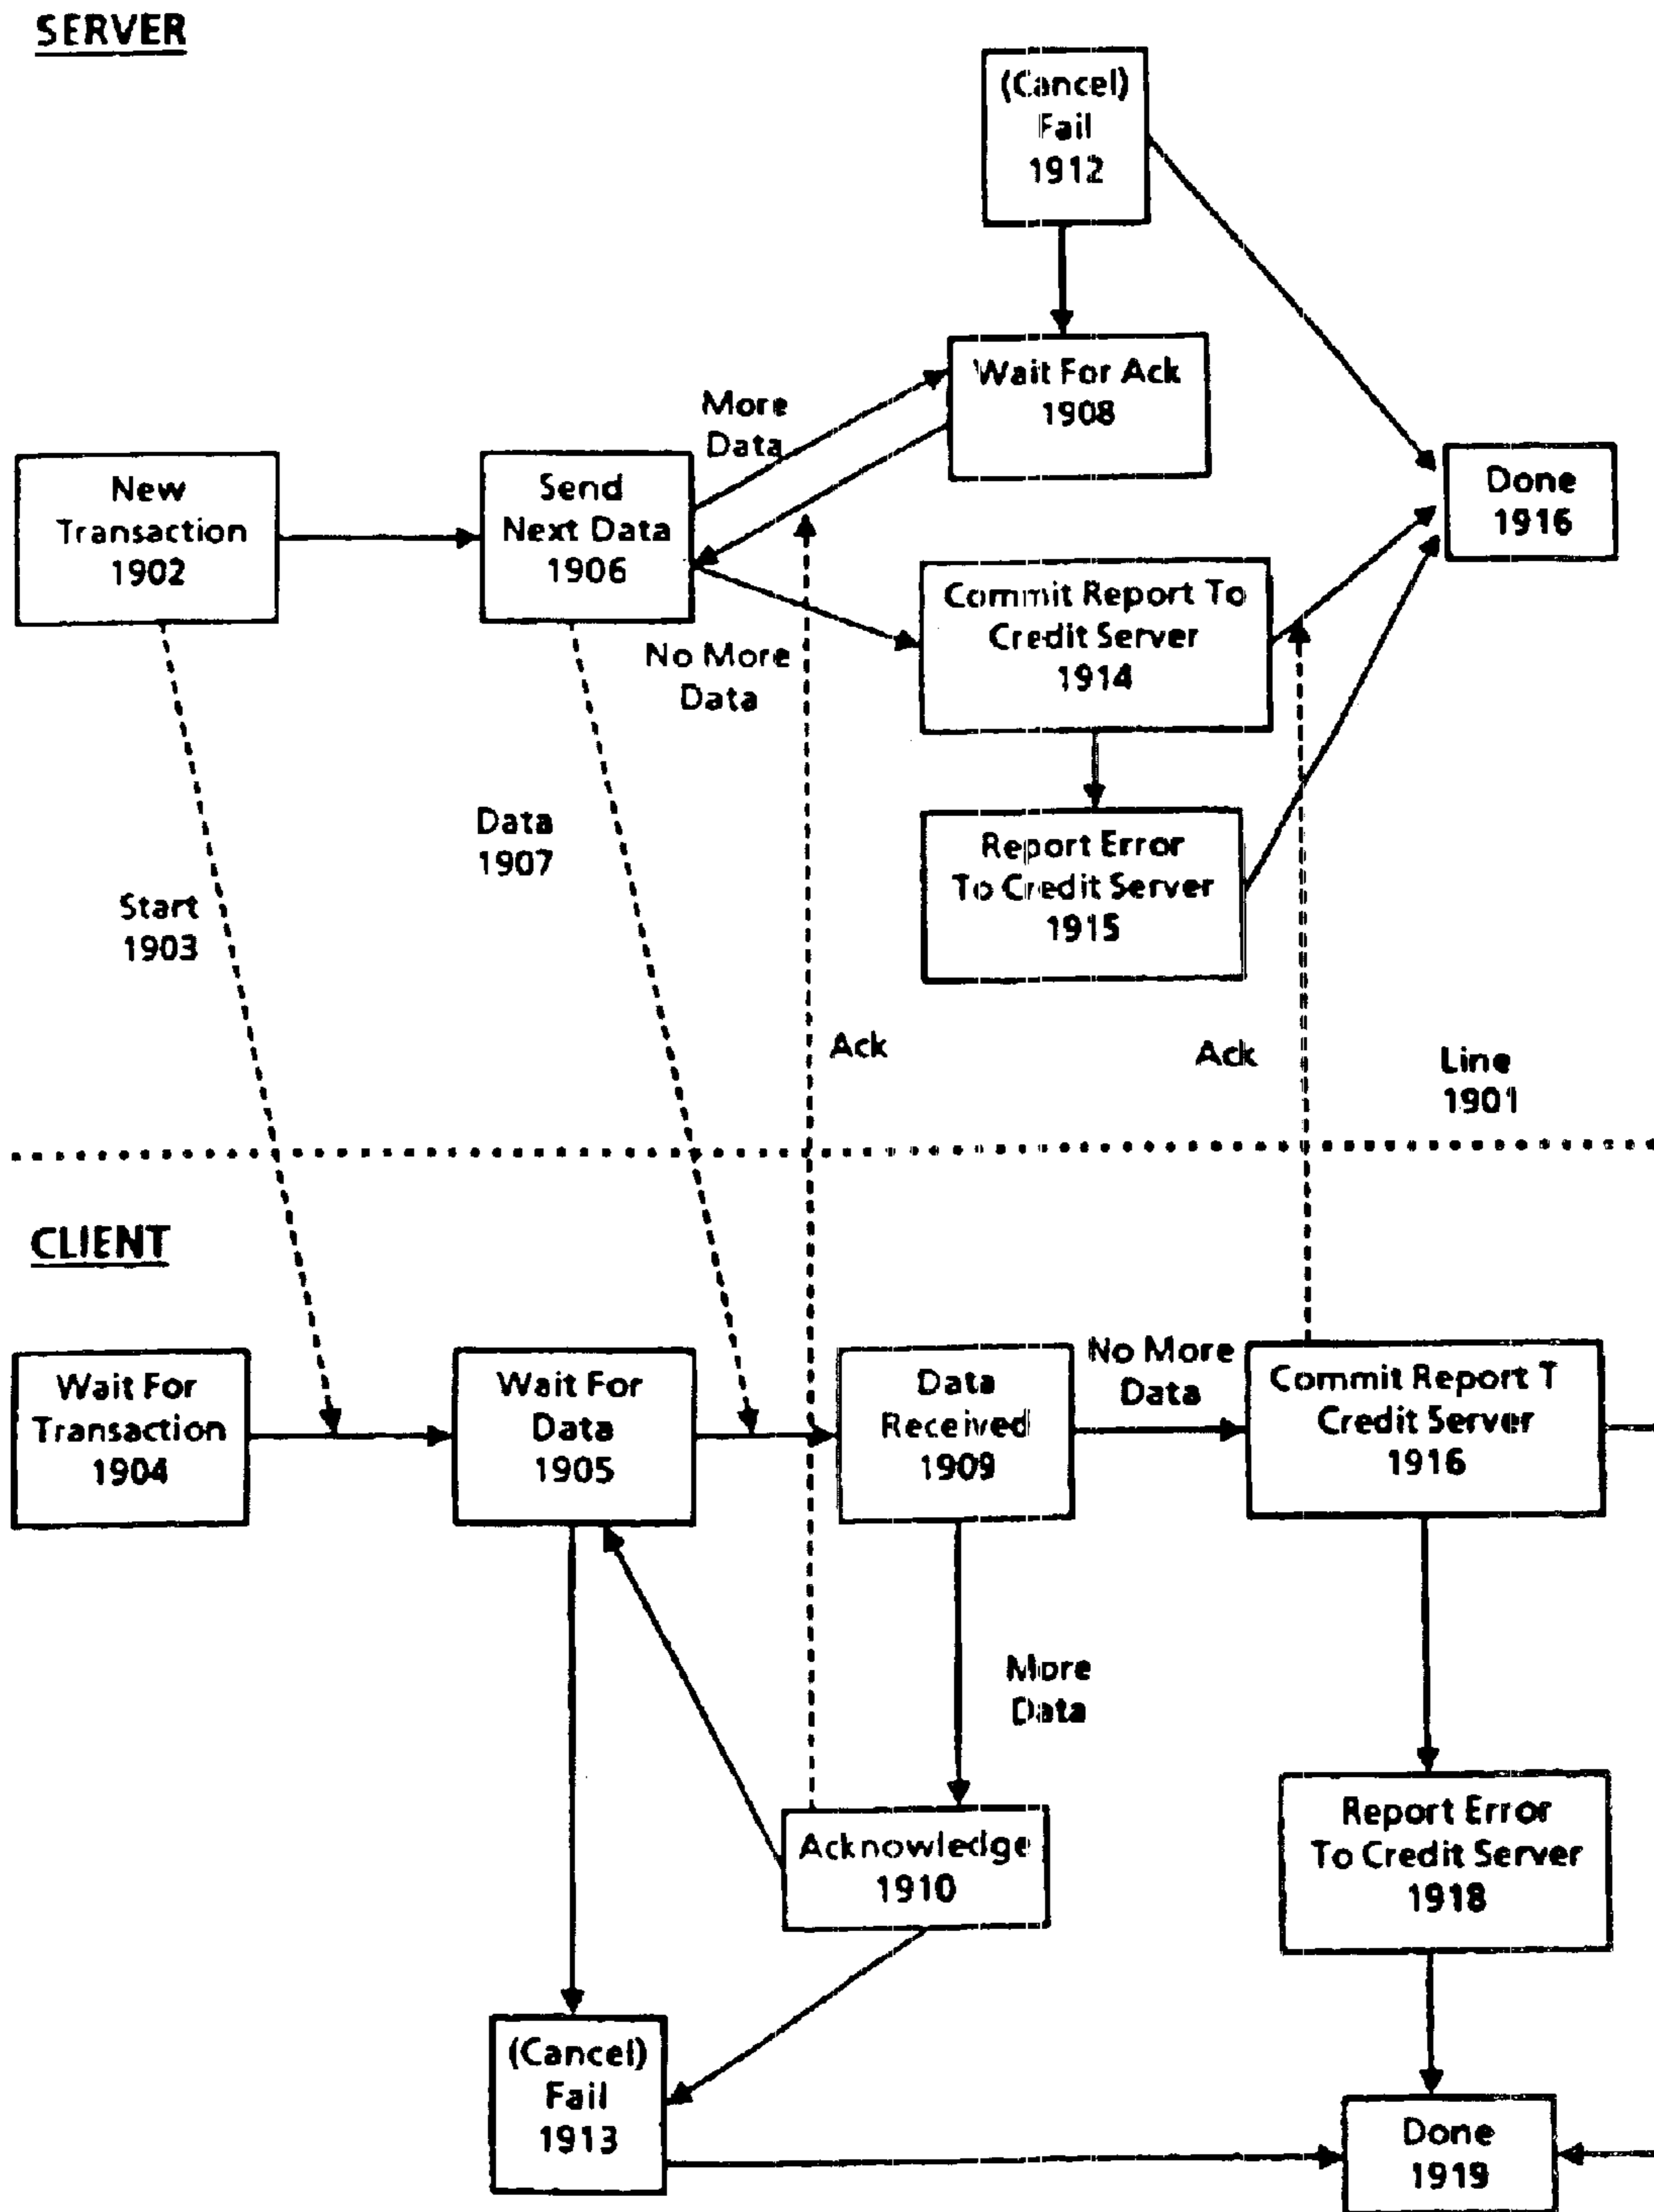 SERVER
(Cancel)
Fail
1912
Wait For Ack
1908
More
Data
New
Transaction
1902
Send
Next Data
1906
Done
1916
Commit Report To
Credit Server
1914
No More
Data
Report Error
To Credit Server
1915
Data
1907
Start
1903
Ack
Ack
Line
1901
CLIENT
Wait For
Transaction
1904
Wait For
Data
1905
Data
Received
1909
No More
Data
Commit Report T
Credit Server
1916
More
Data
Acknowledge
1910
Report Error
To Credit Server
1918
(Cancel)
Fail
1913
Done
1919